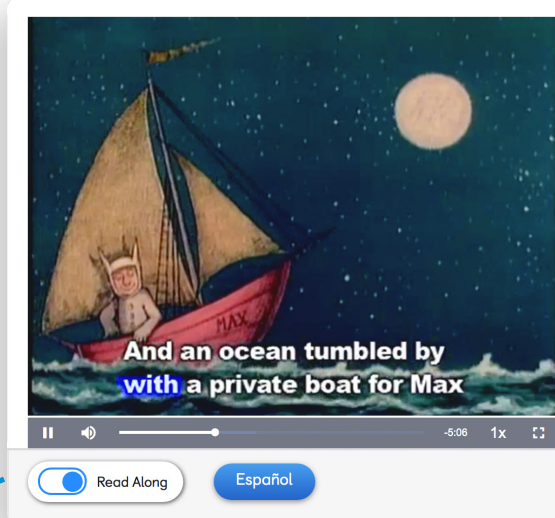 MAX
And an ocean tumbled by
with a private boat for Max
-5:06
1x
Read Along
Español